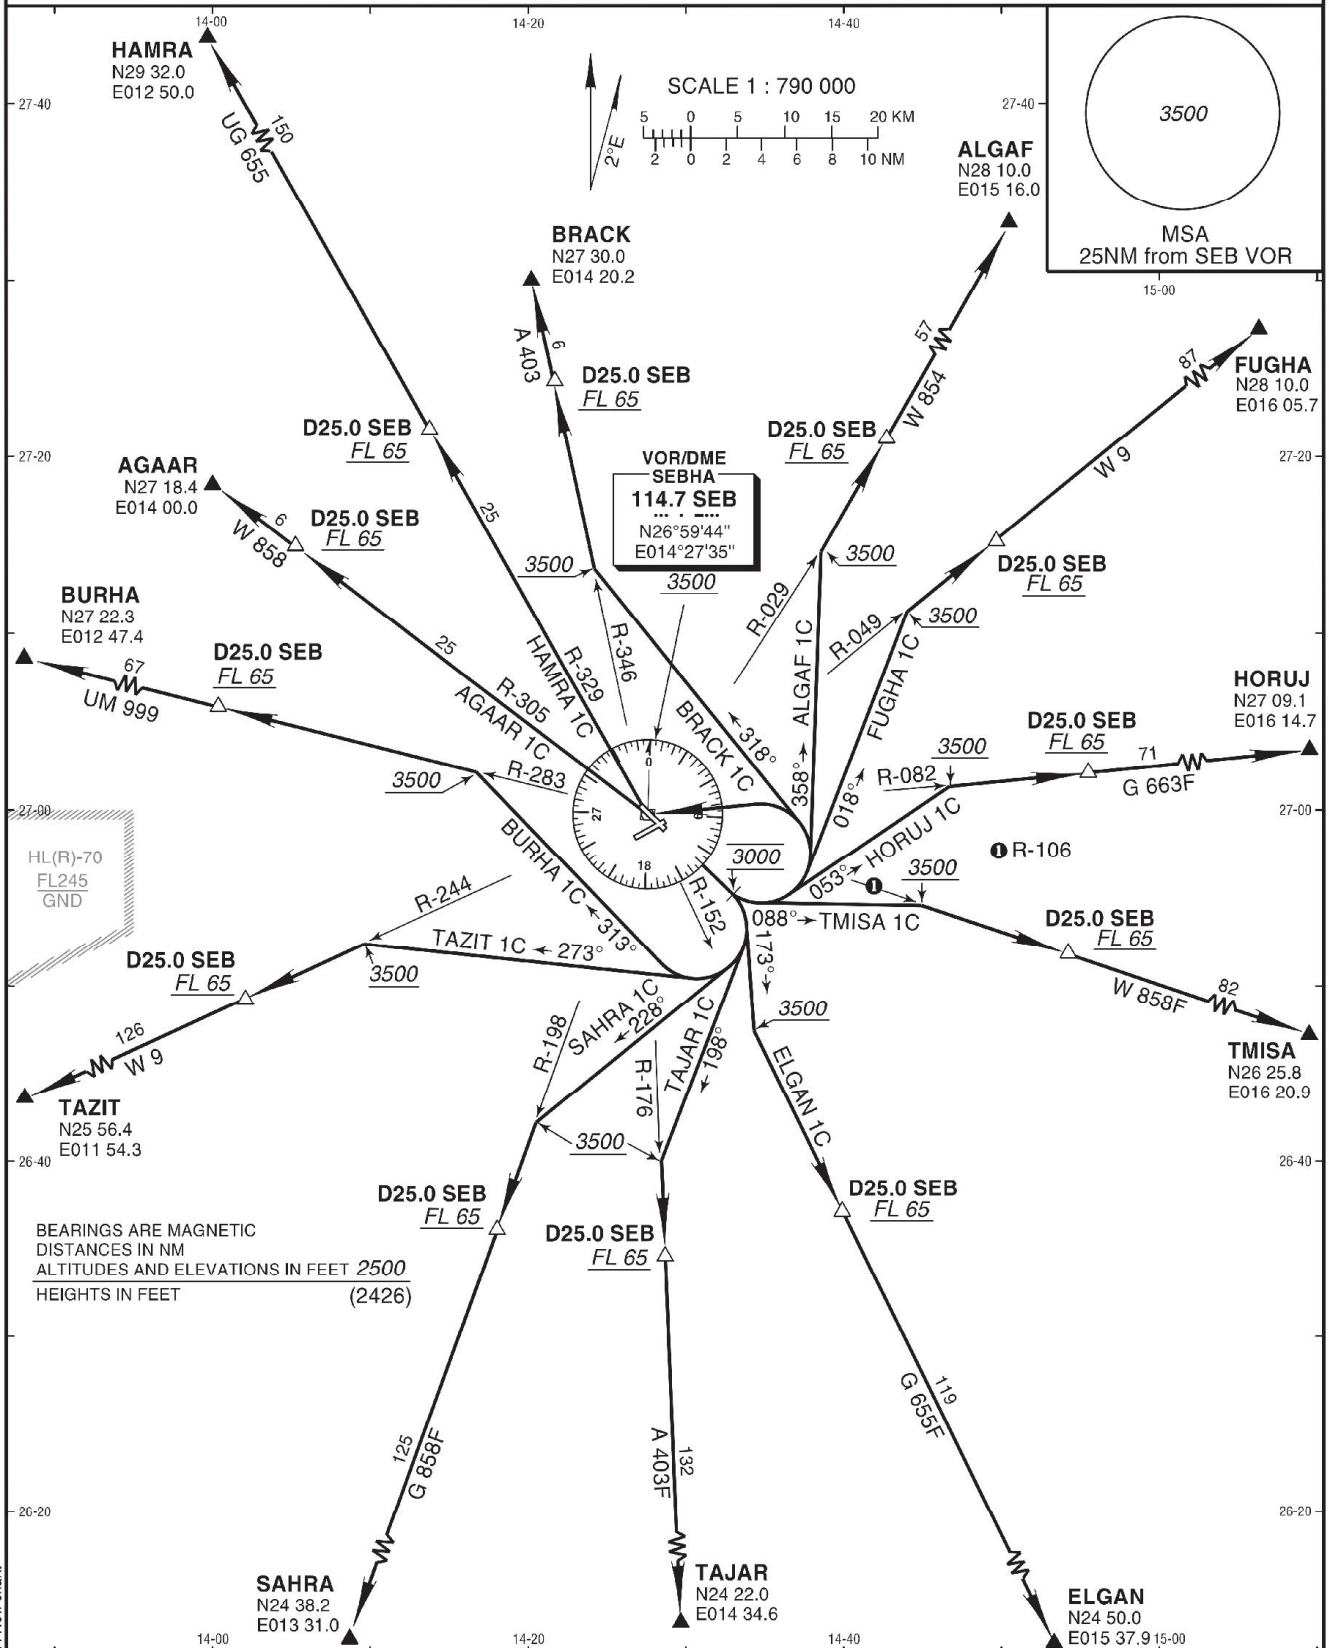 14-00
14-20
14-40
HAMRA
N29 32.0
E012 50.0
27-40
UG 655
150
2°E
SCALE 1 : 790 000
5 0 5 10 15 20 KM
2 0 2 4 6 8 10 NM
27-40
ALGAF
N28 10.0
E015 16.0
3500
MSA
25NM from SEB VOR
15-00
BRACK
N27 30.0
E014 20.2
A 403
6
D25.0 SEB
FL 65
57
W 854
87
FUGHA
N28 10.0
E016 05.7
D25.0 SEB
FL 65
D25.0 SEB
FL 65
27-20
27-20
W 9
AGAAR
N27 18.4
E014 00.0
6
W 858
D25.0 SEB
FL 65
25
VOR/DME
SEBHA
114.7 SEB
N26°59'44"
E014°27'35"
3500
3500
3500
R-029
D25.0 SEB
FL 65
BURHA
N27 22.3
E012 47.4
67
UM 999
D25.0 SEB
FL 65
25
HAMRA 1C
R-329
R-346
R-305
AGAAR 1C
BRACK 1C
318°
ALGAF 1C
358°
R-049
3500
FUGHA 1C
018°
HORUJ
N27 09.1
E016 14.7
D25.0 SEB
FL 65
71
G 663F
3500
R-082
3500
R-283
27-00
27-00
0
27
18
HL(R)-70
FL245
GND
BURHA 1C
313°
3000
053°
HORUJ 1C
1
1 R-106
3500
R-244
R-152
088° TMISA 1C
D25.0 SEB
FL 65
TAZIT 1C 273°
3500
173°
D25.0 SEB
FL 65
W 858F
82
TMISA
N26 25.8
E016 20.9
126
W 9
TAZIT
N25 56.4
E011 54.3
SAHRA 1C
228°
R-198
R-176
TAJAR 1C
198°
3500
ELGAN 1C
3500
26-40
26-40
D25.0 SEB
FL 65
D25.0 SEB
FL 65
D25.0 SEB
FL 65
BEARINGS ARE MAGNETIC
DISTANCES IN NM
ALTITUDES AND ELEVATIONS IN FEET 2500
HEIGHTS IN FEET (2426)
125
G 858F
A 403F
132
119
G 655F
26-20
26-20
SAHRA
N24 38.2
E013 31.0
TAJAR
N24 22.0
E014 34.6
ELGAN
N24 50.0
E015 37.9
14-00
14-20
14-40
15-00